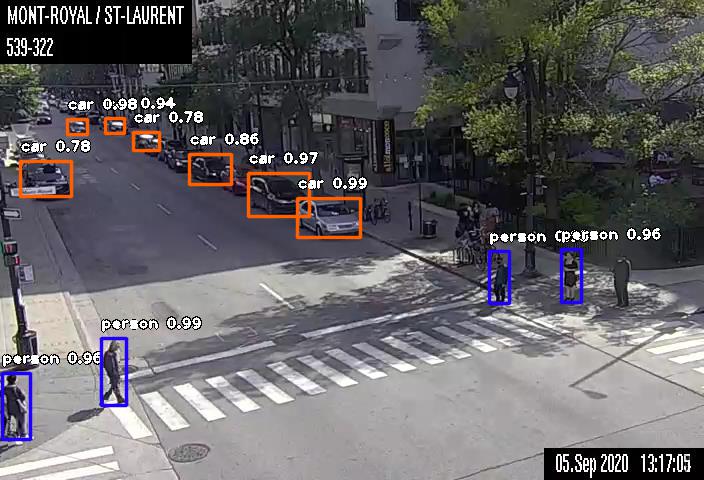 MONT-ROYAL / ST-LAURENT
539-322
car 0.98
0.94
car 0.78
car 0.78
car 0.86
car 0.97
car 0.99
person
person 0.96
person 0.99
person 0.96
05.Sep 2020 13:17:05